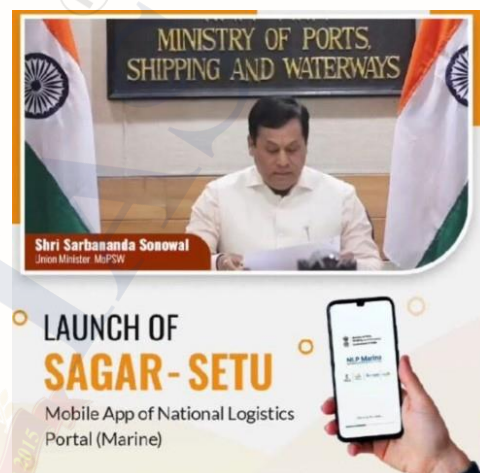 MINISTRY OF PORTS,
SHIPPING AND WATERWAYS
Shri Sarbananda Sonowal
Union Minister MoPSW
LAUNCH OF
SAGAR - SETU
Mobile App of National Logistics
Portal (Marine)
NLP Marine
2015